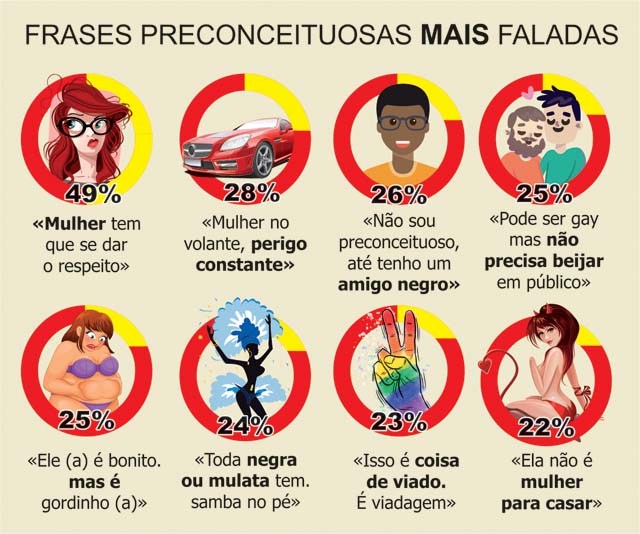 FRASES PRECONCEITUOSAS MAIS FALADAS
49%
«Mulher tem
que se dar
o respeito»
28%
«Mulher no
volante, perigo
constante»
26%
«Não sou
preconceituoso,
até tenho um
amigo negro»
25%
«Pode ser gay
mas não
precisa beijar
em público»
25%
«Ele (a) é bonito.
mas é
gordinho (a)»
24%
«Toda negra
ou mulata tem.
samba no pé»
23%
«Isso é coisa
de viado.
É viadagem»
22%
«Ela não é
mulher
para casar»